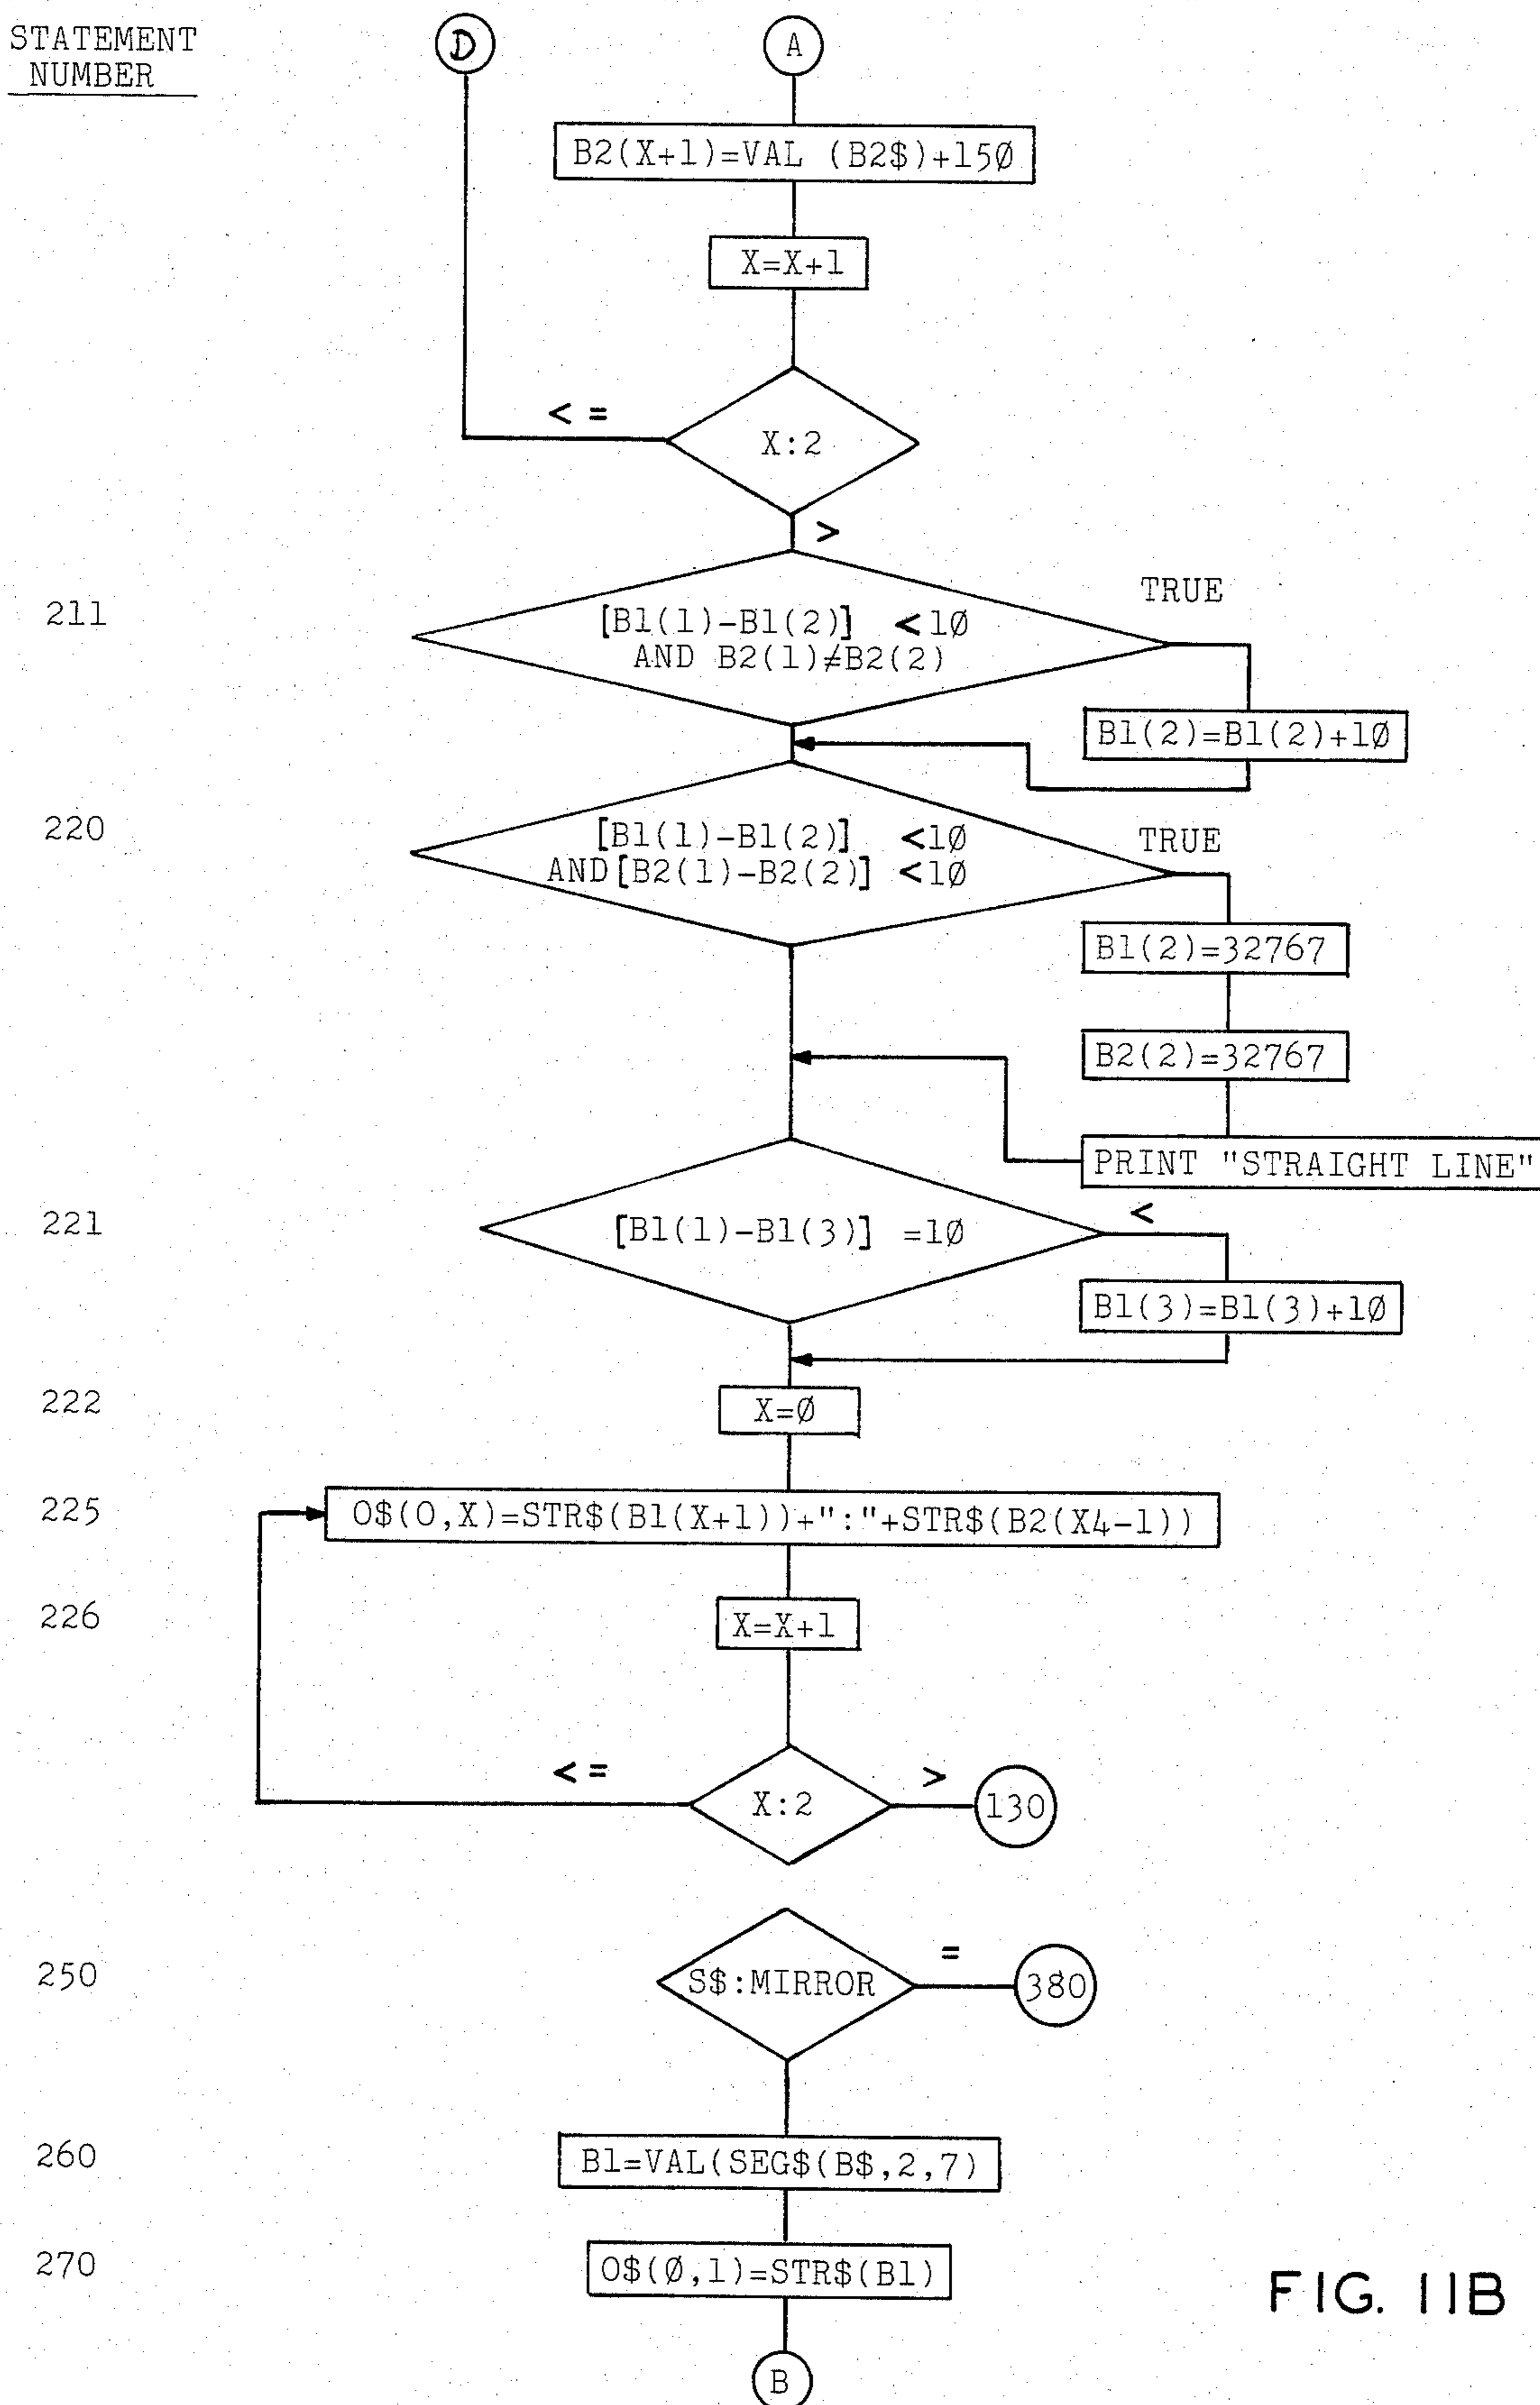 STATEMENT
NUMBER
D
A
B2(X+1)=VAL (B2$)+15Ø
X=X+1
< =
X:2
>
211
[B1(1)-B1(2)] <1Ø
AND B2(1)≠B2(2)
TRUE
B1(2)=B1(2)+1Ø
220
[B1(1)-B1(2)] <1Ø
AND[B2(1)-B2(2)] <1Ø
TRUE
B1(2)=32767
B2(2)=32767
PRINT "STRAIGHT LINE"
221
[B1(1)-B1(3)] =1Ø
<
B1(3)=B1(3)+1Ø
222
X=Ø
225
O$(O,X)=STR$(B1(X+1))+":"+STR$(B2(X4-1))
226
X=X+1
< =
X:2
>
130
250
S$:MIRROR
=
380
260
B1=VAL(SEG$(B$,2,7)
270
O$(Ø,1)=STR$(B1)
B
FIG. 11B